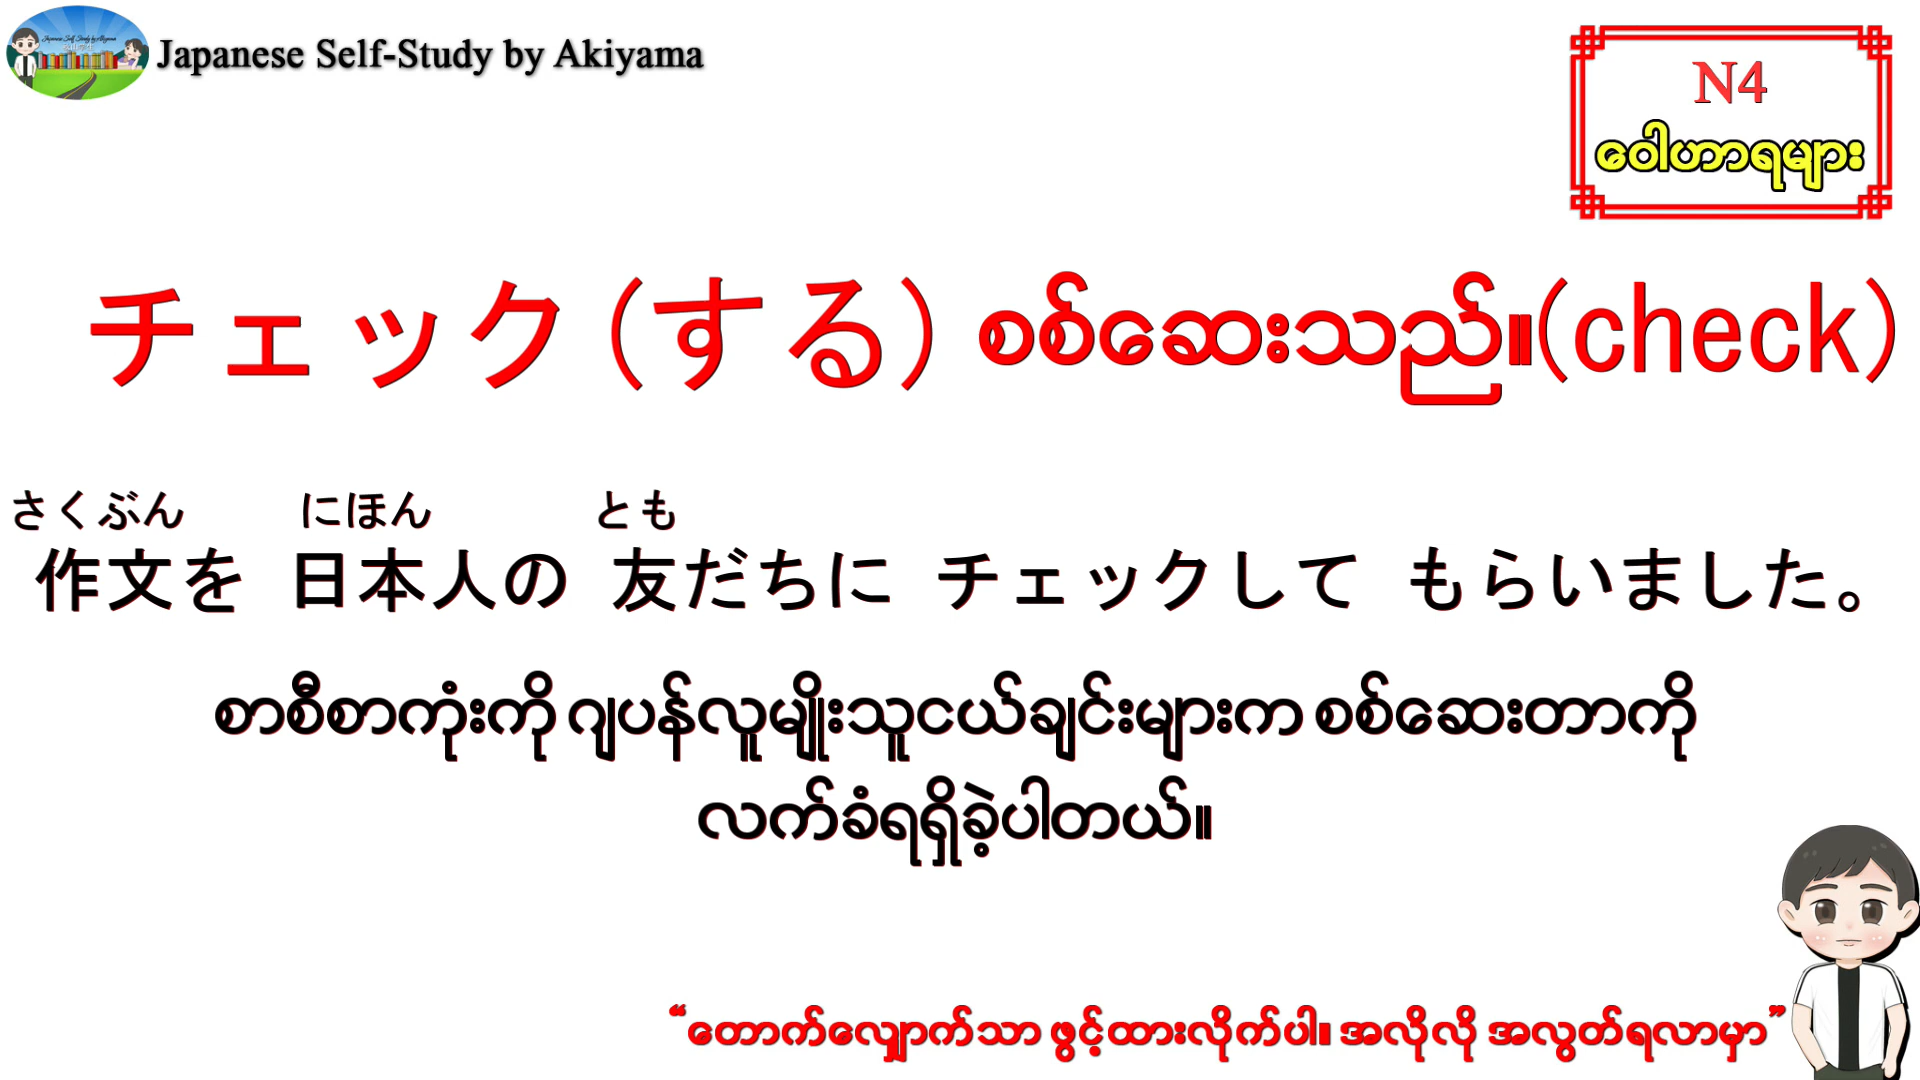 Japanese Self-Study by Akiyama
N4
ဝေါဟာရများ
チェック(する) စစ်ဆေးသည်။(check)
さくぶん にほん とも
作文を 日本人の 友だちに チェックして もらいました。
စာစီစာကုံးကို ဂျပန်လူမျိုးသူငယ်ချင်းများက စစ်ဆေးတာကို
လက်ခံရရှိခဲ့ပါတယ်။
“တောက်လျှောက်သာ ဖွင့်ထားလိုက်ပါ။ အလိုလို အလွတ်ရလာမှာ”